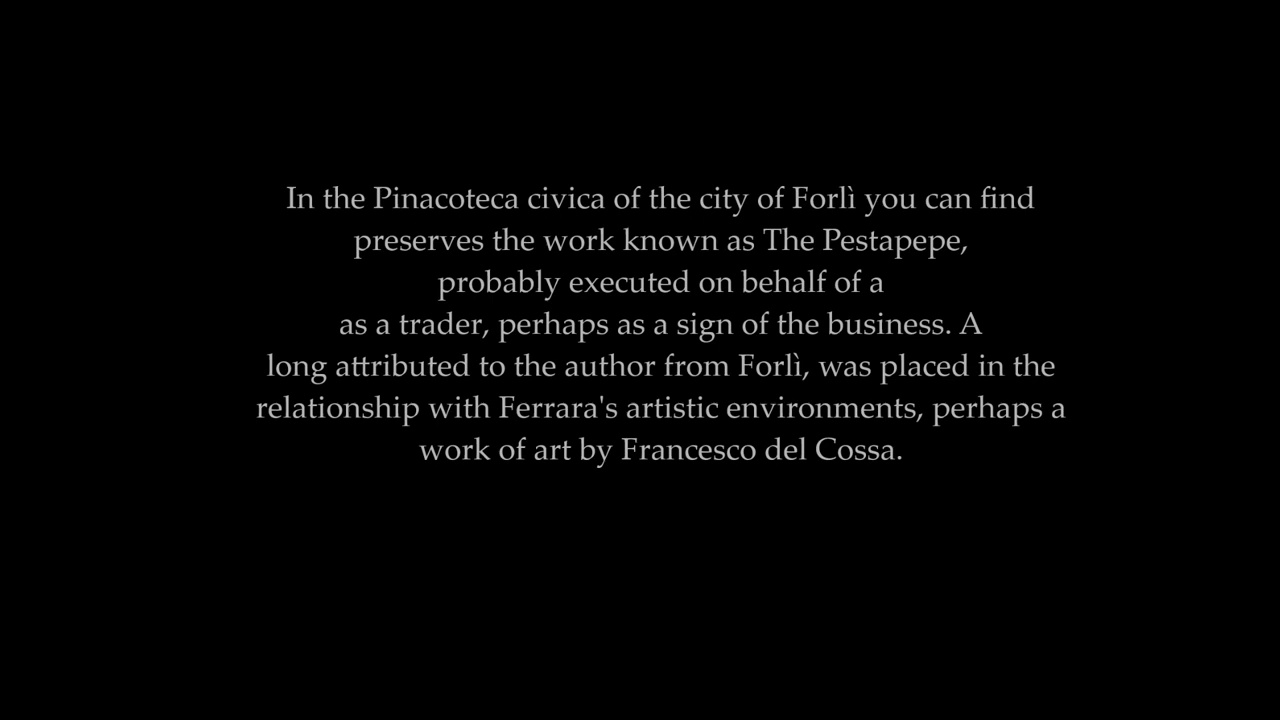 In the Pinacoteca civica of the city of Forlì you can find
preserves the work known as The Pestapepe,
probably executed on behalf of a
as a trader, perhaps as a sign of the business. A
long attributed to the author from Forlì, was placed in the
relationship with Ferrara's artistic environments, perhaps a
work of art by Francesco del Cossa.